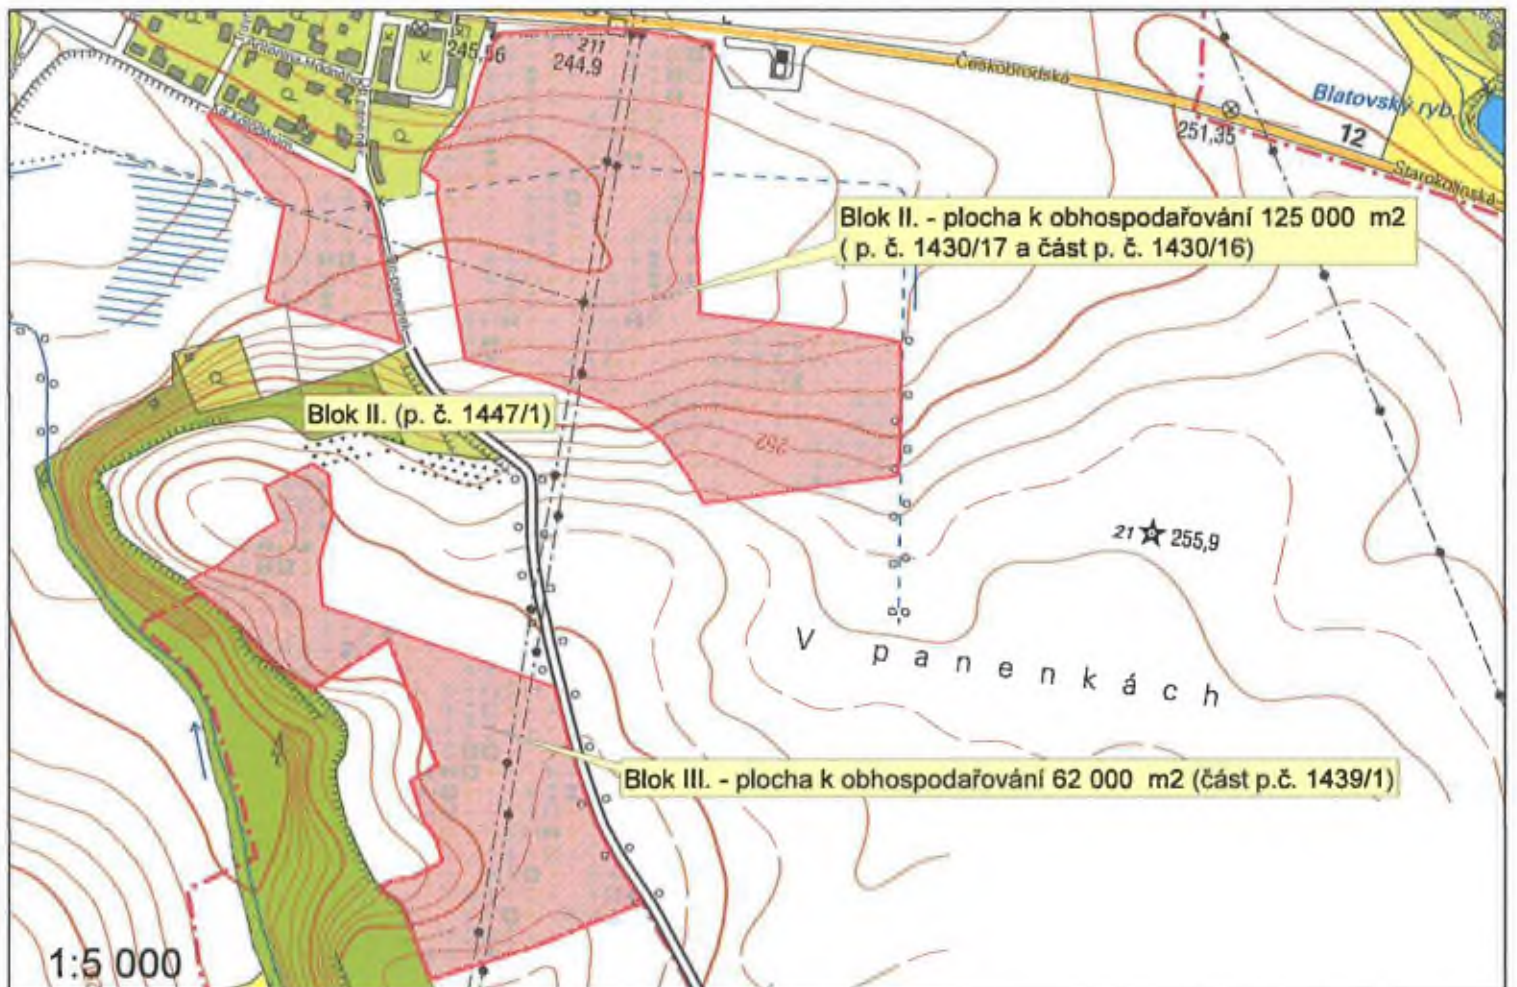 245,56
211
244.9
Českobrodská
Blatovský ryb.
251,35
12
Starokolínská
Blok II. - plocha k obhospodařování 125 000 m2
( p. č. 1430/17 a část p. č. 1430/16)
Blok II. (p. č. 1447/1)
252
21 255,9
V panenkách
Blok III. - plocha k obhospodařování 62 000 m2 (část p.č. 1439/1)
1:5 000